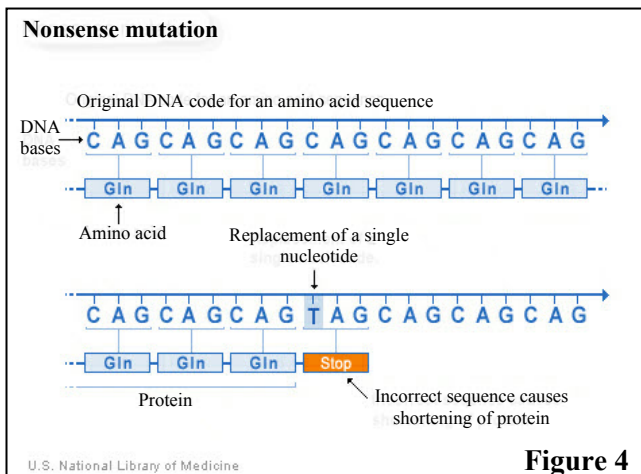 Nonsense mutation
Original DNA code for an amino acid sequence
DNA
bases
C A G C A G C A G C A G C A G C A G C A G
Gln Gln Gln Gln Gln Gln Gln
Amino acid
Replacement of a single
nucleotide
C A G C A G C A G T A G C A G C A G C A G
Gln Gln Gln Stop
Protein
Incorrect sequence causes
shortening of protein
U.S. National Library of Medicine
Figure 4